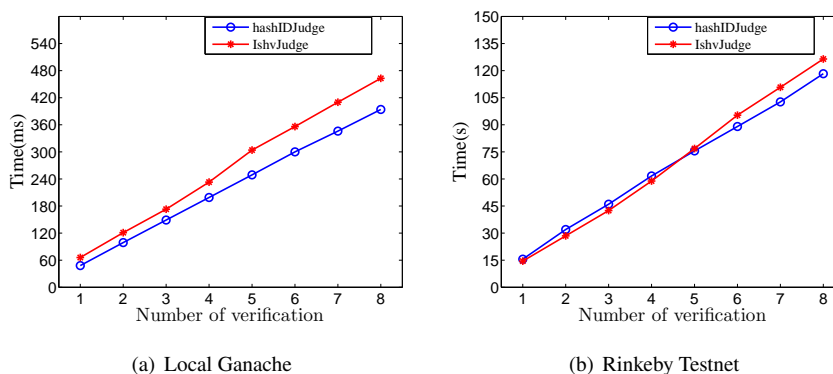 hashIDJudge
IshvJudge
540
480
420
360
300
240
180
120
60
0
Time(ms)
1 2 3 4 5 6 7 8
Number of verification
(a) Local Ganache
hashIDJudge
IshvJudge
150
135
120
105
90
75
60
45
30
15
0
Time(s)
1 2 3 4 5 6 7 8
Number of verification
(b) Rinkeby Testnet